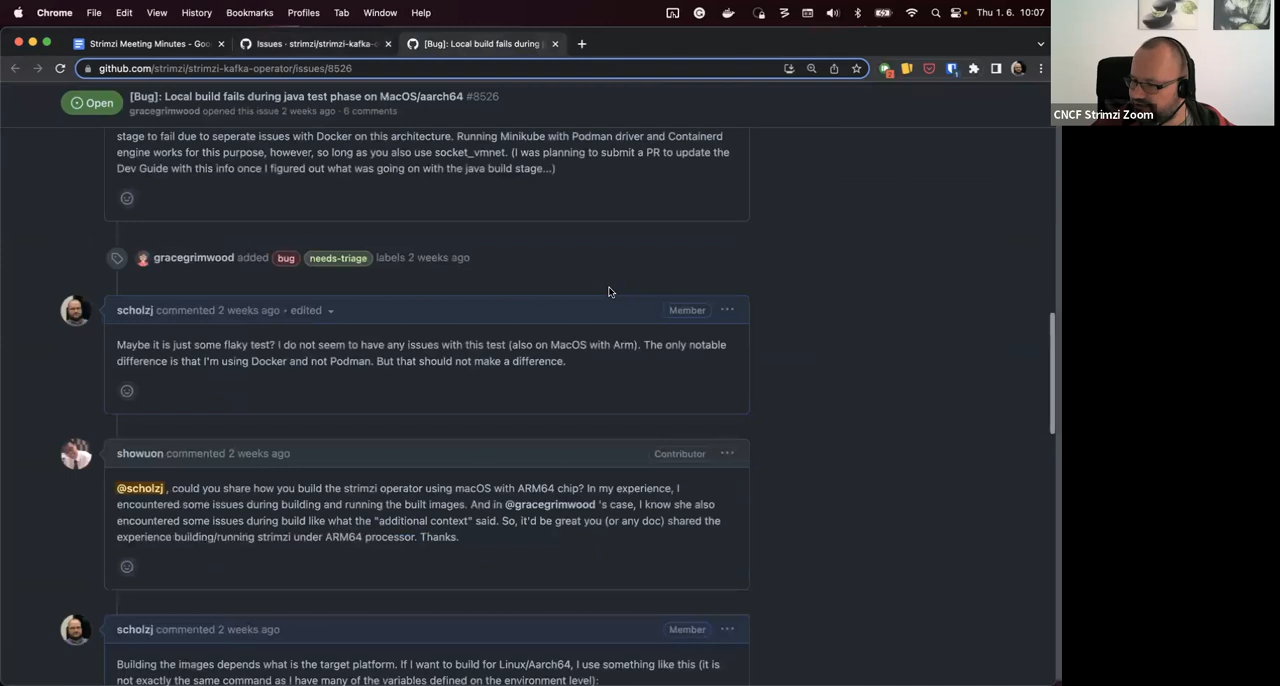 Chrome File Edit View History Bookmarks Profiles Tab Window Help Thu 1. 6. 10:07
Strimzi Meeting Minutes - Goo
Issues · strimzi/strimzi-kafka-o
[Bug]: Local build fails during j
github.com/strimzi/strimzi-kafka-operator/issues/8526
Open
[Bug]: Local build fails during java test phase on MacOS/aarch64 #8526
gracegrimwood opened this issue 2 weeks ago · 6 comments
CNCF Strimzi Zoom
stage to fail due to seperate issues with Docker on this architecture. Running Minikube with Podman driver and Containerd
engine works for this purpose, however, so long as you also use socket_vmnet. (I was planning to submit a PR to update the
Dev Guide with this info once I figured out what was going on with the java build stage...)
gracegrimwood added bug needs-triage labels 2 weeks ago
scholzj commented 2 weeks ago · edited Member ···
Maybe it is just some flaky test? I do not seem to have any issues with this test (also on MacOS with Arm). The only notable
difference is that I'm using Docker and not Podman. But that should not make a difference.
showuon commented 2 weeks ago Contributor ···
@scholzj , could you share how you build the strimzi operator using macOS with ARM64 chip? In my experience, I
encountered some issues during building and running the built images. And in @gracegrimwood 's case, I know she also
encountered some issues during build like what the "additional context" said. So, it'd be great you (or any doc) shared the
experience building/running strimzi under ARM64 processor. Thanks.
scholzj commented 2 weeks ago Member ···
Building the images depends what is the target platform. If I want to build for Linux/Aarch64, I use something like this (it is
not exactly the same command as I have many of the variables defined on the environment level):